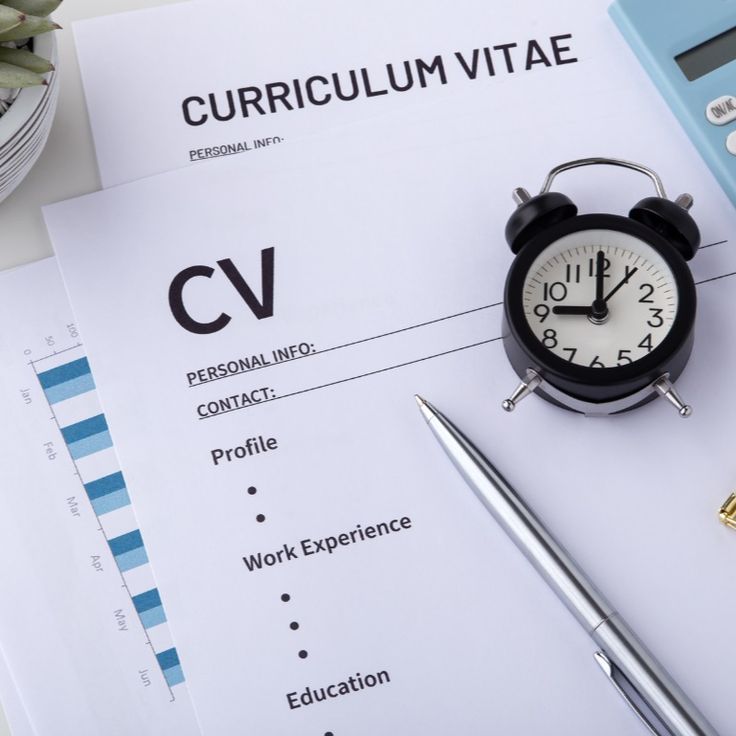 CURRICULUM VITAE
PERSONAL INFO:
CV
PERSONAL INFO:
CONTACT:
Profile
Work Experience
Education
0 50 100
Jan
Feb
Mar
Apr
May
Jun
ON/AC
11 12 1
10 2
9 3
8 4
7 6 5